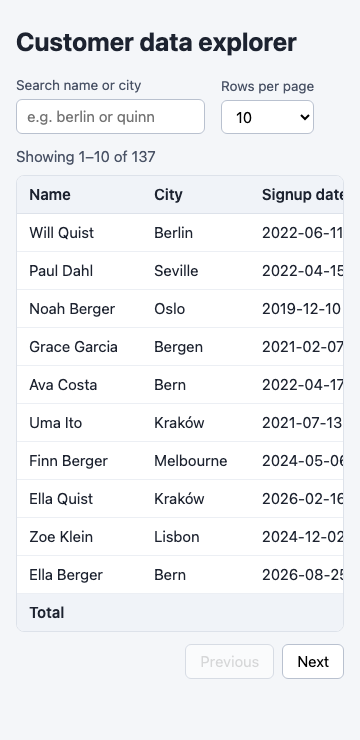 Customer data explorer
Search name or city Rows per page
e.g. berlin or quinn 10
Showing 1–10 of 137
Name City Signup date
Will Quist Berlin 2022-06-11
Paul Dahl Seville 2022-04-15
Noah Berger Oslo 2019-12-10
Grace Garcia Bergen 2021-02-07
Ava Costa Bern 2022-04-17
Uma Ito Kraków 2021-07-13
Finn Berger Melbourne 2024-05-06
Ella Quist Kraków 2026-02-16
Zoe Klein Lisbon 2024-12-02
Ella Berger Bern 2026-08-25
Total
Previous Next